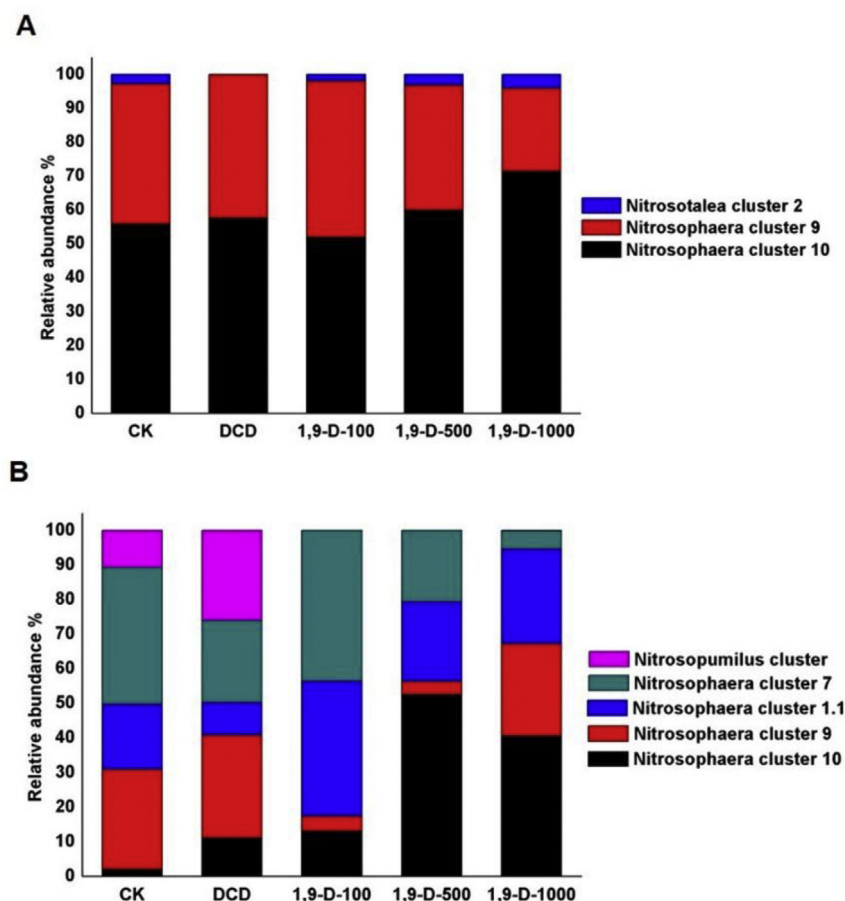 A
Relative abundance %
100
90
80
70
60
50
40
30
20
10
0
CK DCD 1,9-D-100 1,9-D-500 1,9-D-1000
Nitrosotalea cluster 2
Nitrosophaera cluster 9
Nitrosophaera cluster 10
B
Relative abundance %
100
90
80
70
60
50
40
30
20
10
0
CK DCD 1,9-D-100 1,9-D-500 1,9-D-1000
Nitrosopumilus cluster
Nitrosophaera cluster 7
Nitrosophaera cluster 1.1
Nitrosophaera cluster 9
Nitrosophaera cluster 10